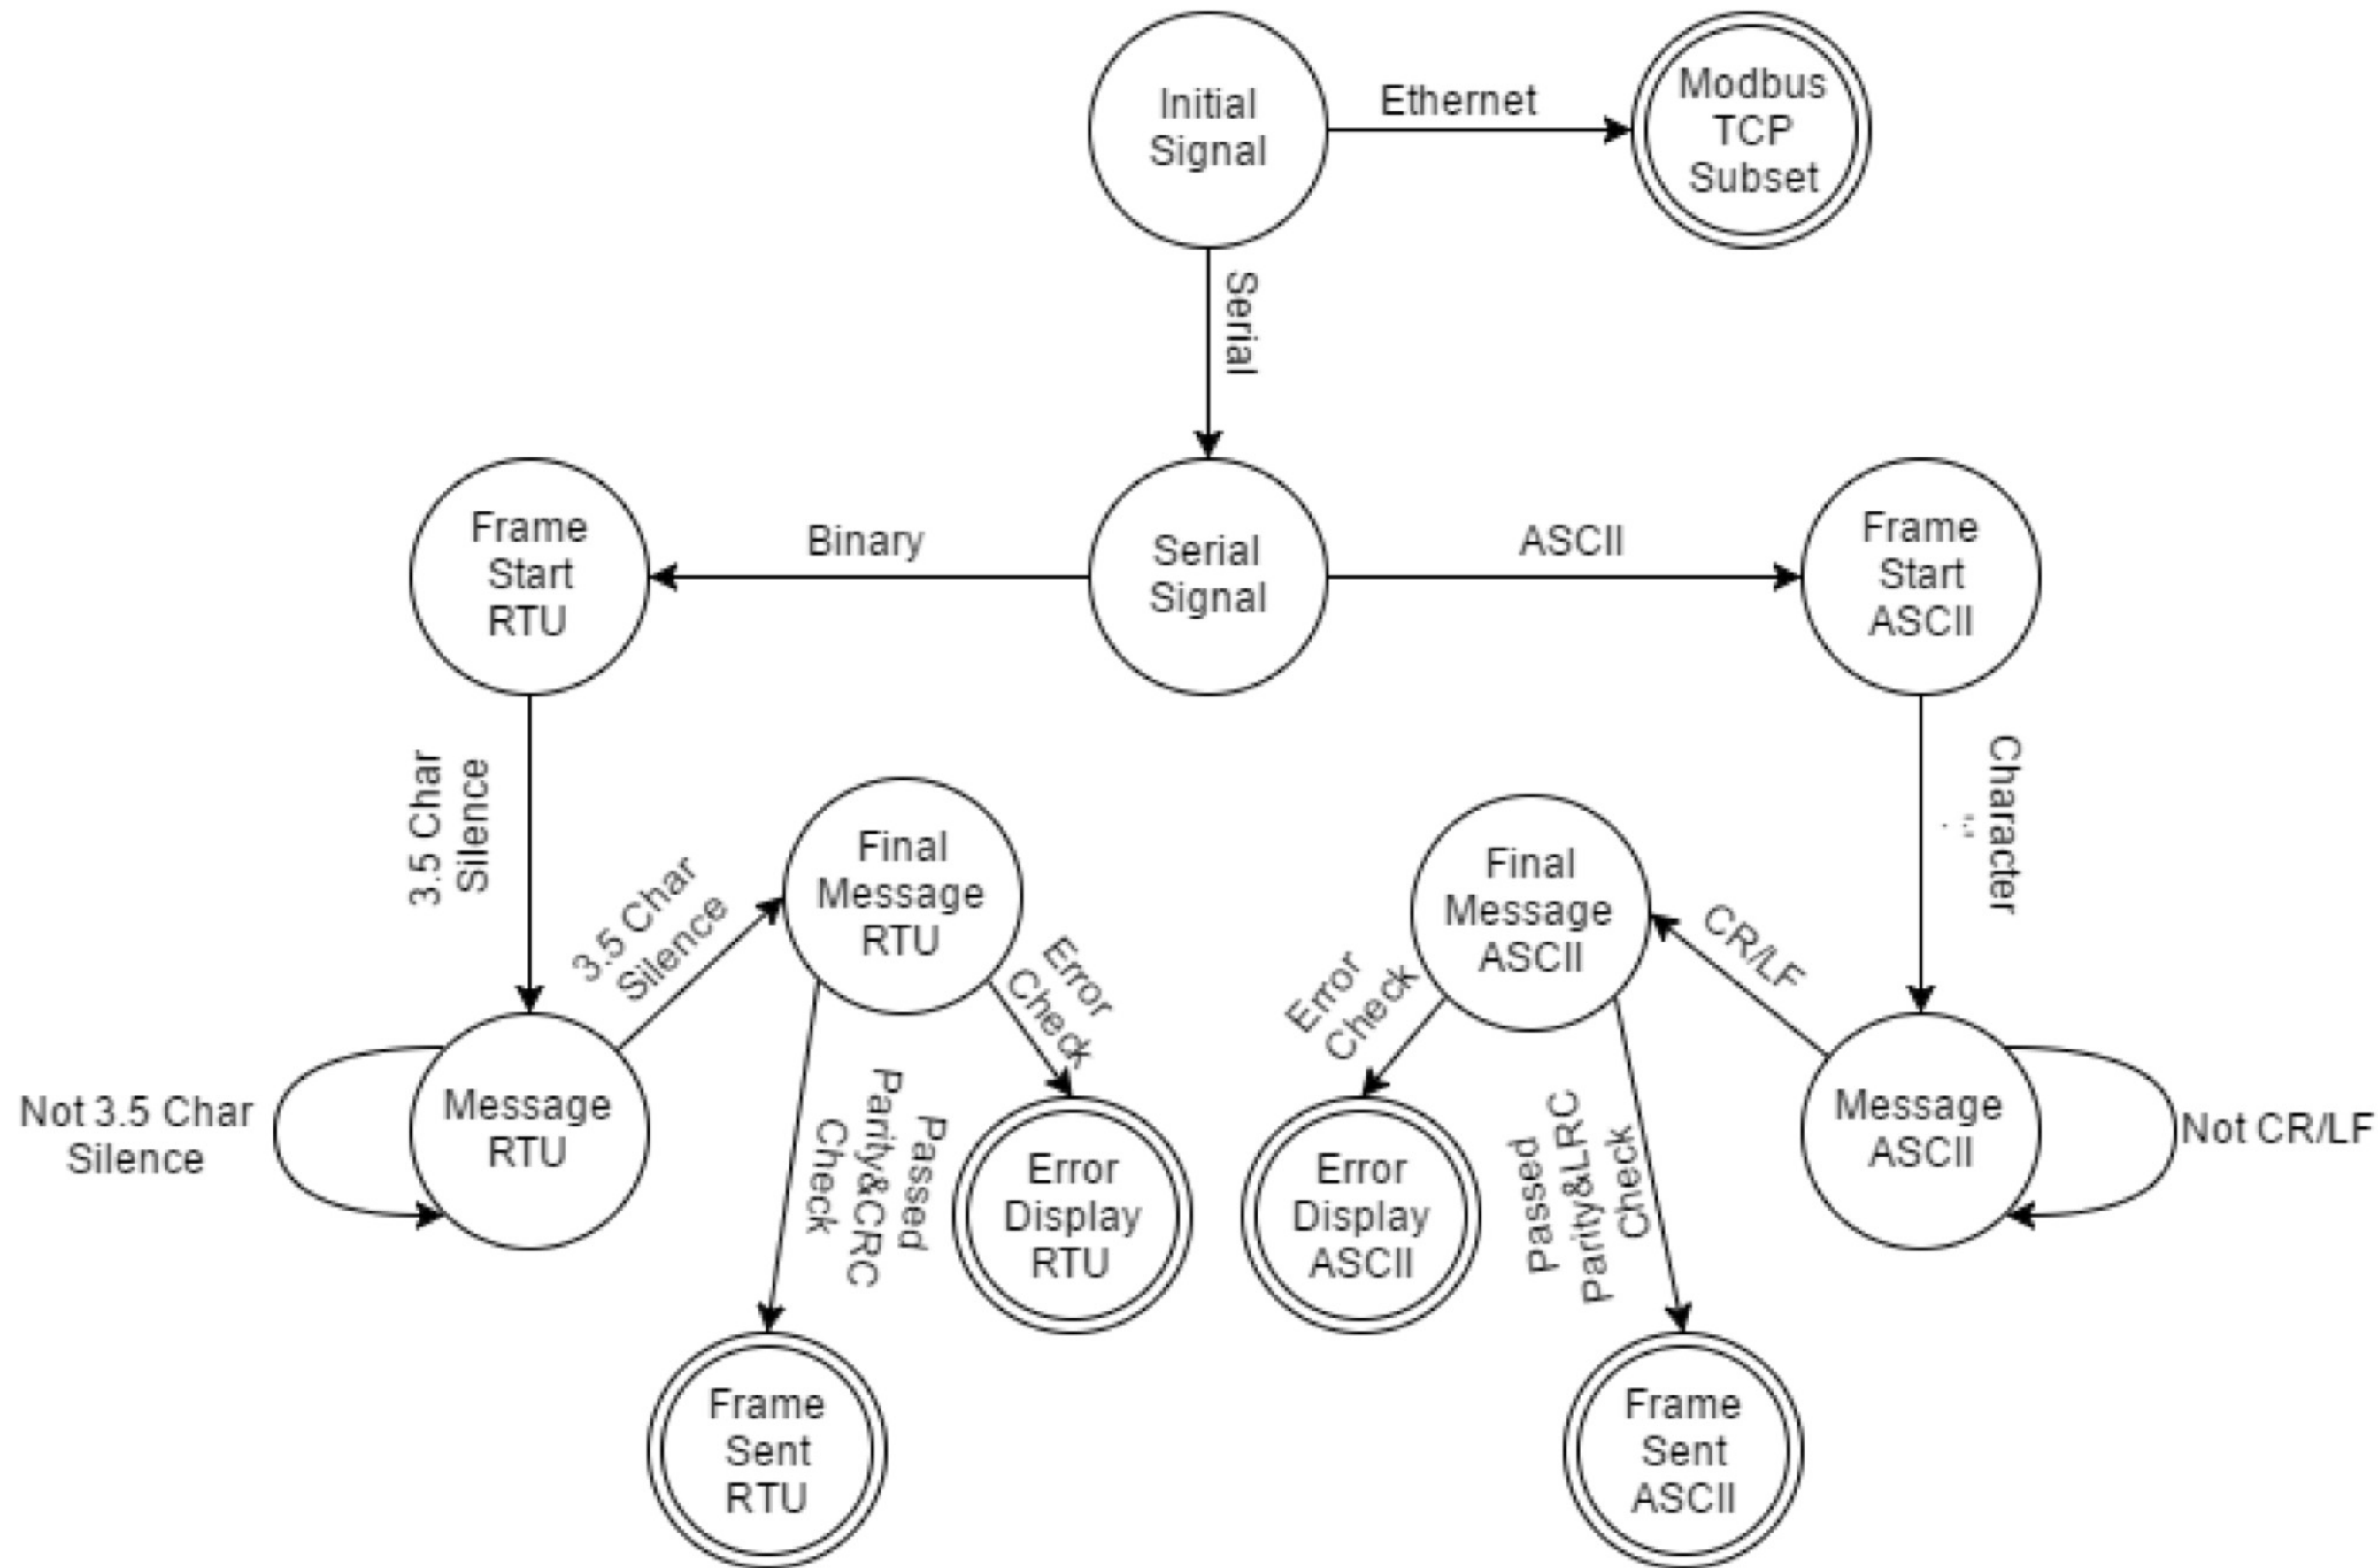 Initial
Signal
Ethernet
Modbus
TCP
Subset
Serial
Frame
Start
RTU
Binary
Serial
Signal
ASCII
Frame
Start
ASCII
3.5 Char
Silence
Character
':'
3.5 Char
Silence
Final
Message
RTU
Error
Check
Final
Message
ASCII
Error
Check
CR/LF
Not 3.5 Char
Silence
Message
RTU
Passed
Parity&CRC
Check
Error
Display
RTU
Error
Display
ASCII
Passed
Parity&LRC
Check
Message
ASCII
Not CR/LF
Frame
Sent
RTU
Frame
Sent
ASCII